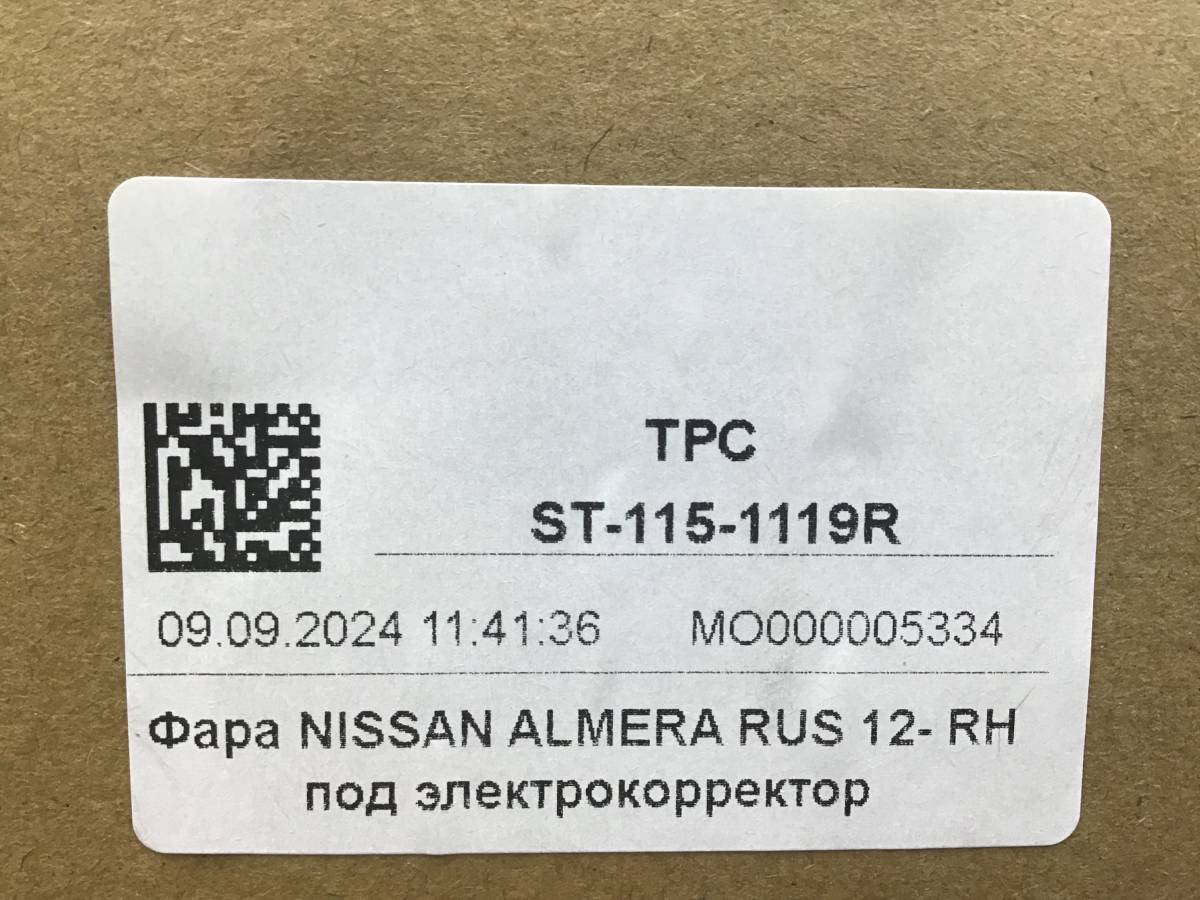 TPC
ST-115-1119R
09.09.2024 11:41:36 MO000005334
Фара NISSAN ALMERA RUS 12- RH
под электрокорректор